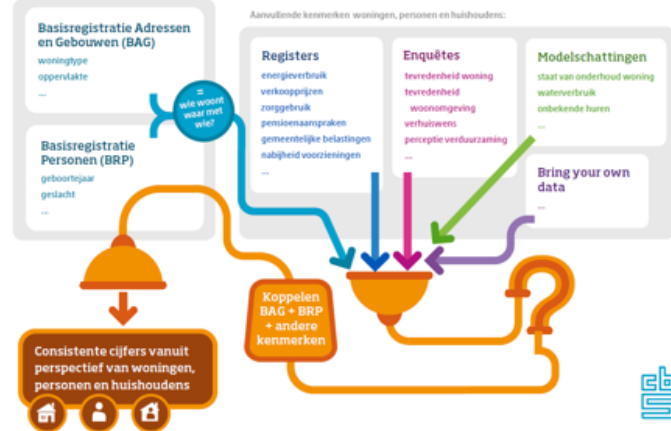 Aanvullende kenmerken woningen, personen en huishoudens:
Basisregistratie Adressen
en Gebouwen (BAG)
woningtype
oppervlakte
...
=
wie woont
waar met
wie?
Basisregistratie
Personen (BRP)
geboortejaar
geslacht
...
Registers
energieverbruik
verkoopprijzen
zorggebruik
pensioenaanspraken
gemeentelijke belastingen
nabijheid voorzieningen
...
Enquêtes
tevredenheid woning
tevredenheid
woonomgeving
verhuiswens
perceptie verduurzaming
...
Modelschattingen
staat van onderhoud woning
waterverbruik
onbekende huren
...
Bring your own
data
...
Koppelen
BAG + BRP
+ andere
kenmerken
Consistente cijfers vanuit
perspectief van woningen,
personen en huishoudens
cbs